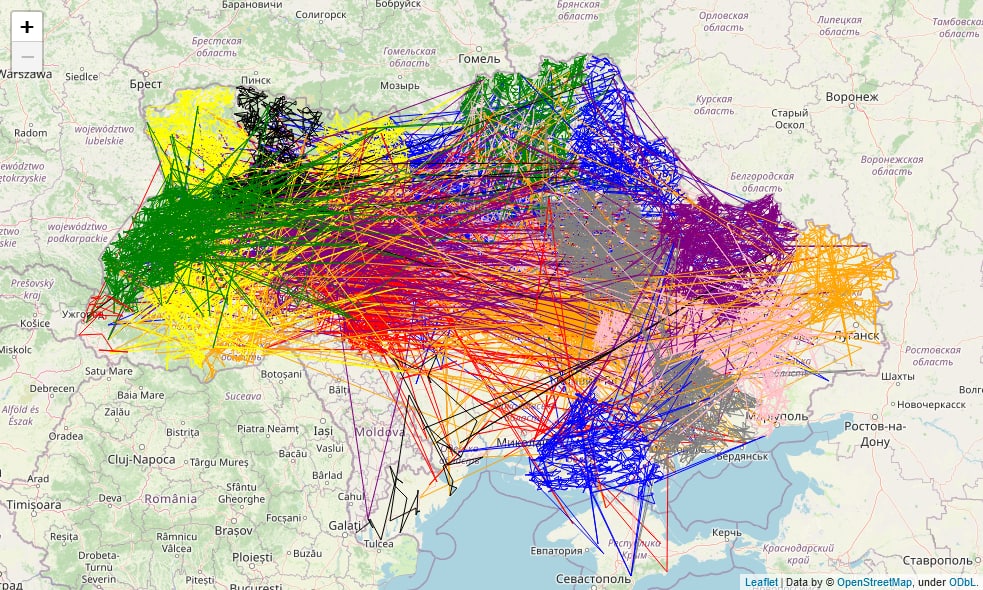 Барановичи
Бобруйск
Солигорск
Брянская
область
Орловская
область
Липецкая
область
Тамбовская
область
+
−
Брестская
область
Гомельская
область
Гомель
Warszawa
Siedlce
Брест
Пинск
Мозырь
Курская
область
Воронеж
Старый
Оскол
Radom
województwo
lubelskie
Воронежская
область
Белгородская
область
województwo
podkarpackie
Prešovský
kraj
Košice
Ужгород
Луганск
Miskolc
область
Satu Mare
Botoșani
Ростовская
область
Шахты
Debrecen
Baia Mare
Suceava
Bălți
Новочеркасск
Zalău
Alföld és
Észak
Oradea
Bistrița
Piatra Neamț
Iași
Moldova
Ростов-на-
Дону
Cluj-Napoca
Târgu Mureș
Bacău
Vaslui
Бердянськ
Arad
Bârlad
Timișoara
Deva
România
Sfântu
Gheorghe
Cahul
Focșani
Galați
Reșița
Brașov
Râmnicu
Vâlcea
Tulcea
Керчь
Евпатория
Республика
Крым
Краснодарский
край
Drobeta-
Turnu
Severin
Ploiești
Buzău
Pitești
București
Севастополь
Ставрополь
Leaflet | Data by © OpenStreetMap, under ODbL.